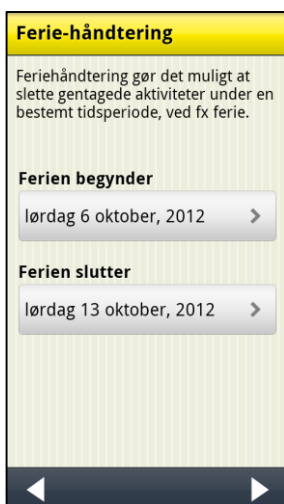 Ferie-håndtering
Feriehåndtering gør det muligt at
slette gentagede aktiviteter under en
bestemt tidsperiode, ved fx ferie.
Ferien begynder
lørdag 6 oktober, 2012
Ferien slutter
lørdag 13 oktober, 2012